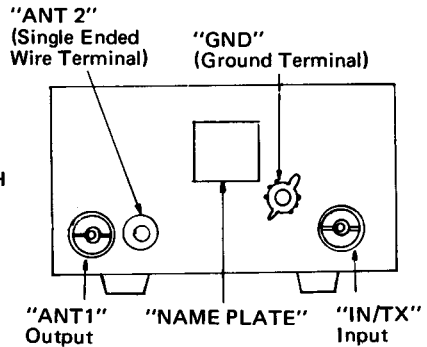 "ANT 2"
(Single Ended
Wire Terminal)
"GND"
(Ground Terminal)
H
"ANT1"
Output
"NAME PLATE"
"IN/TX"
Input